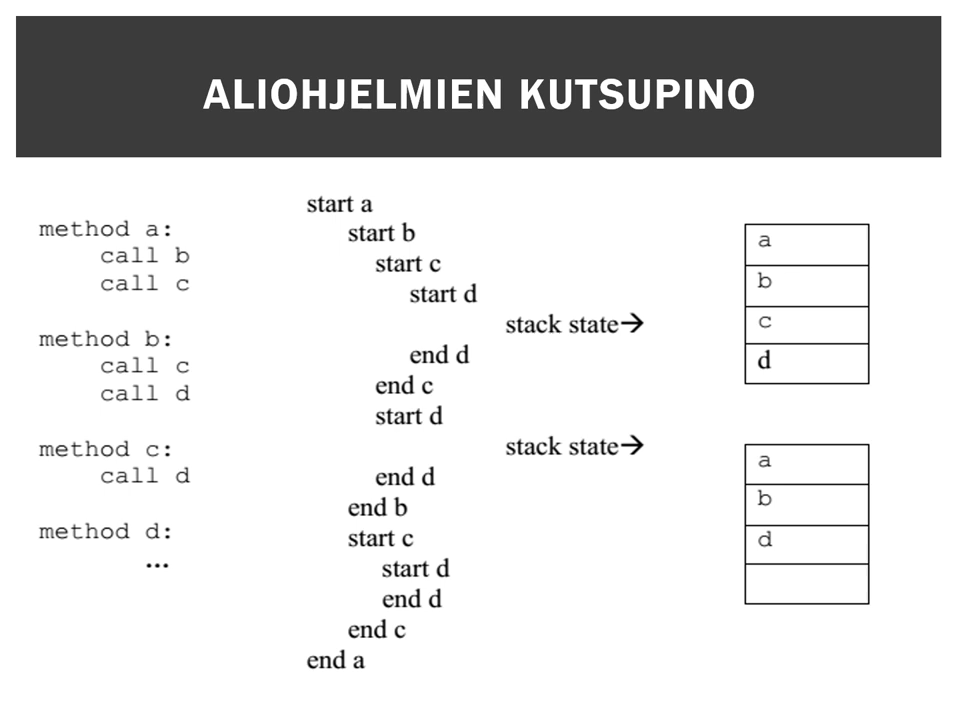 ALIOHJELMIEN KUTSUPINO
method a:
call b
call c
method b:
call c
call d
method c:
call d
method d:
...
start a
start b
start c
start d
stack state→
end d
end c
start d
stack state→
end d
end b
start c
start d
end d
end c
end a
a
b
c
d
a
b
d